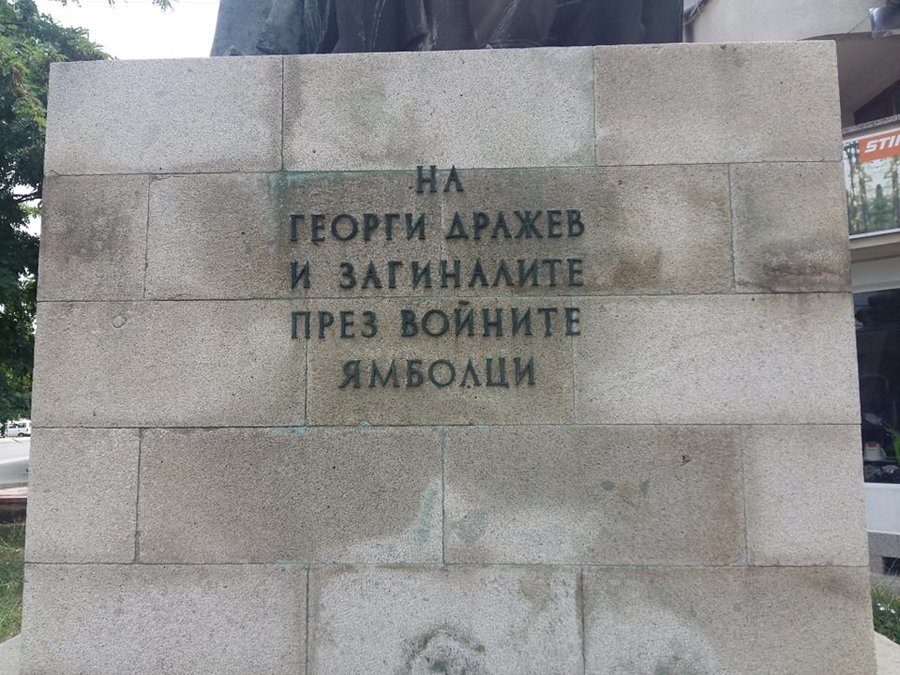 НА
ГЕОРГИ ДРАЖЕВ
И ЗАГИНАЛИТЕ
ПРЕЗ ВОЙНИТЕ
ЯМБОЛЦИ